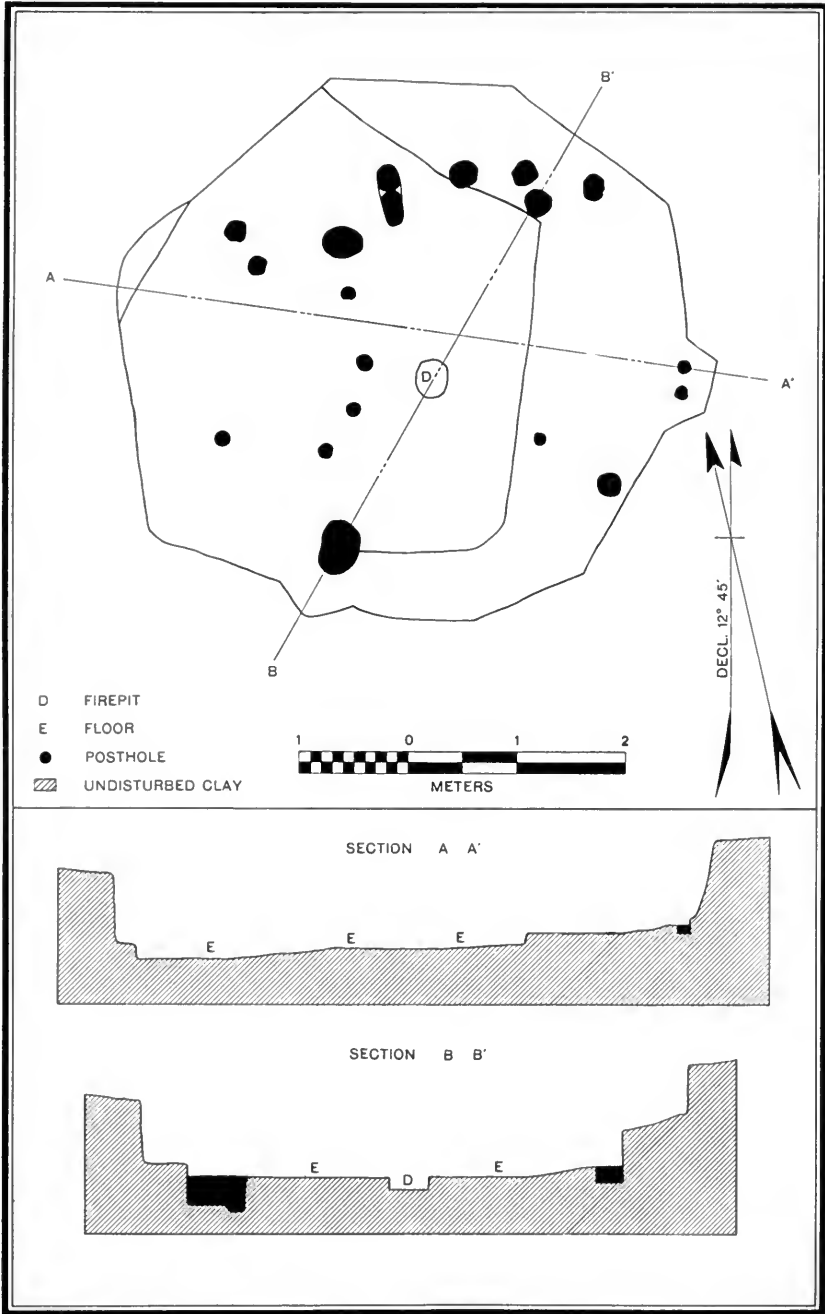 B'
A
D
A'
B
DECL. 12° 45'
D FIREPIT
E FLOOR
POSTHOLE
UNDISTURBED CLAY
1 0 1 2
METERS
SECTION A A'
E E E
SECTION B B'
E D E